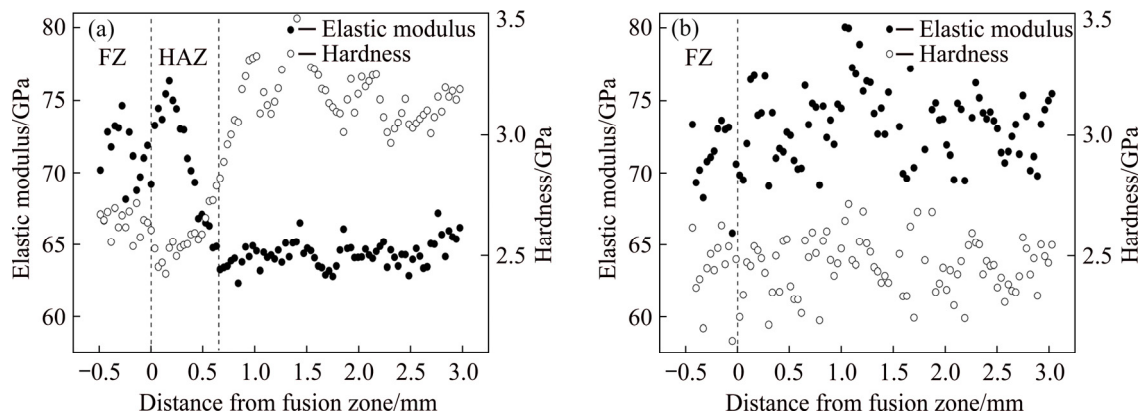 (a)
FZ
HAZ
Elastic modulus
Hardness
80
75
70
65
60
Elastic modulus/GPa
3.5
3.0
2.5
Hardness/GPa
−0.5 0 0.5 1.0 1.5 2.0 2.5 3.0
Distance from fusion zone/mm
(b)
FZ
Elastic modulus
Hardness
80
75
70
65
60
Elastic modulus/GPa
3.5
3.0
2.5
Hardness/GPa
−0.5 0 0.5 1.0 1.5 2.0 2.5 3.0
Distance from fusion zone/mm